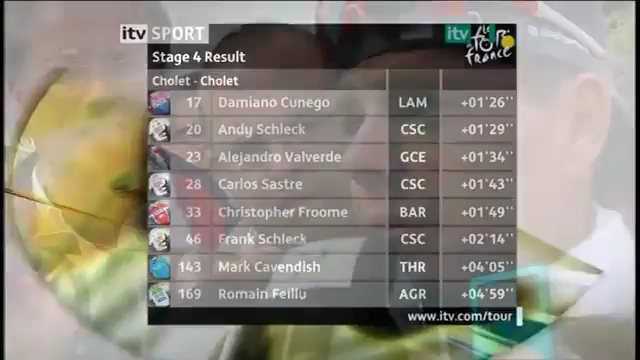 itv SPORT
itv
le TOUR de france
Stage 4 Result
Cholet - Cholet
17 Damiano Cunego LAM +01'26''
20 Andy Schleck CSC +01'29''
23 Alejandro Valverde GCE +01'34''
28 Carlos Sastre CSC +01'43''
33 Christopher Froome BAR +01'49''
46 Frank Schleck CSC +02'14''
143 Mark Cavendish THR +04'05''
169 Romain Feillu AGR +04'59''
www.itv.com/tour